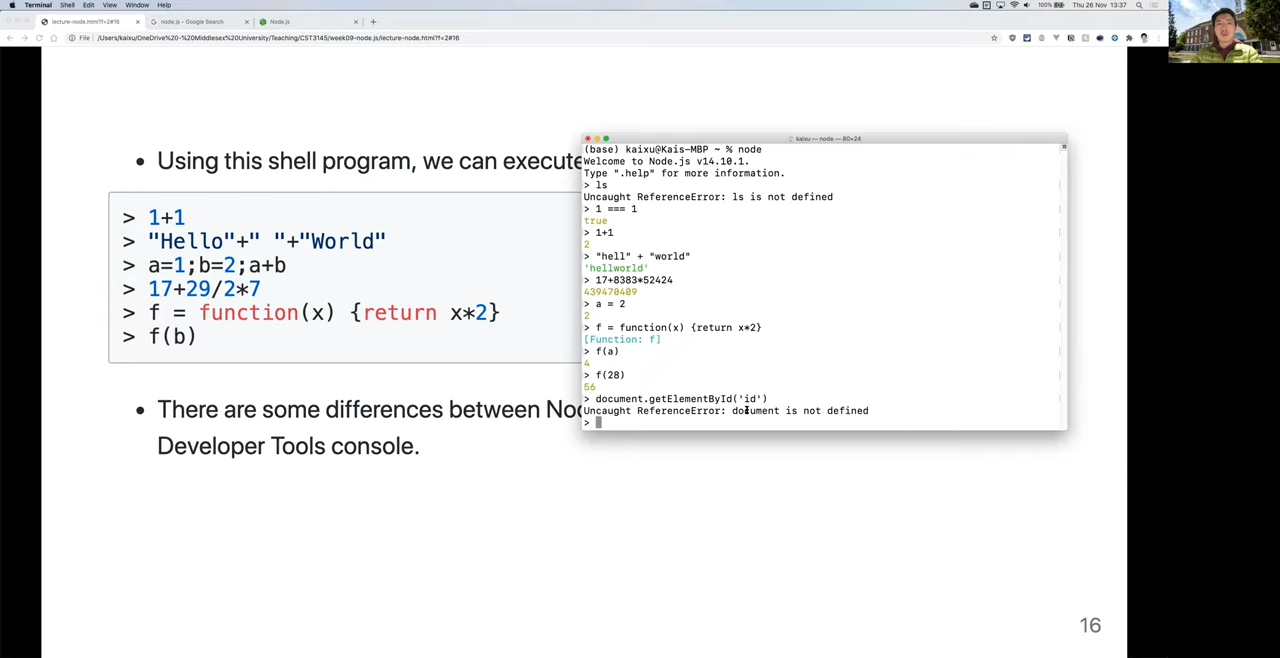 Terminal Shell Edit View Window Help
100% Thu 26 Nov 13:37
lecture-node.html?f=2#16
node.js - Google Search
Node.js
File /Users/kaixu/OneDrive%20-%20Middlesex%20University/Teaching/CST3145/week09-node.js/lecture-node.html?f=2#16
Using this shell program, we can execute
> 1+1
> "Hello"+" "+"World"
> a=1;b=2;a+b
> 17+29/2*7
> f = function(x) {return x*2}
> f(b)
There are some differences between Nod
Developer Tools console.
kaixu — node — 80×24
(base) kaixu@Kais-MBP ~ % node
Welcome to Node.js v14.10.1.
Type ".help" for more information.
> ls
Uncaught ReferenceError: ls is not defined
> 1 === 1
true
> 1+1
2
> "hell" + "world"
'hellworld'
> 17+8383*52424
439470409
> a = 2
2
> f = function(x) {return x*2}
[Function: f]
> f(a)
4
> f(28)
56
> document.getElementById('id')
Uncaught ReferenceError: document is not defined
>
16